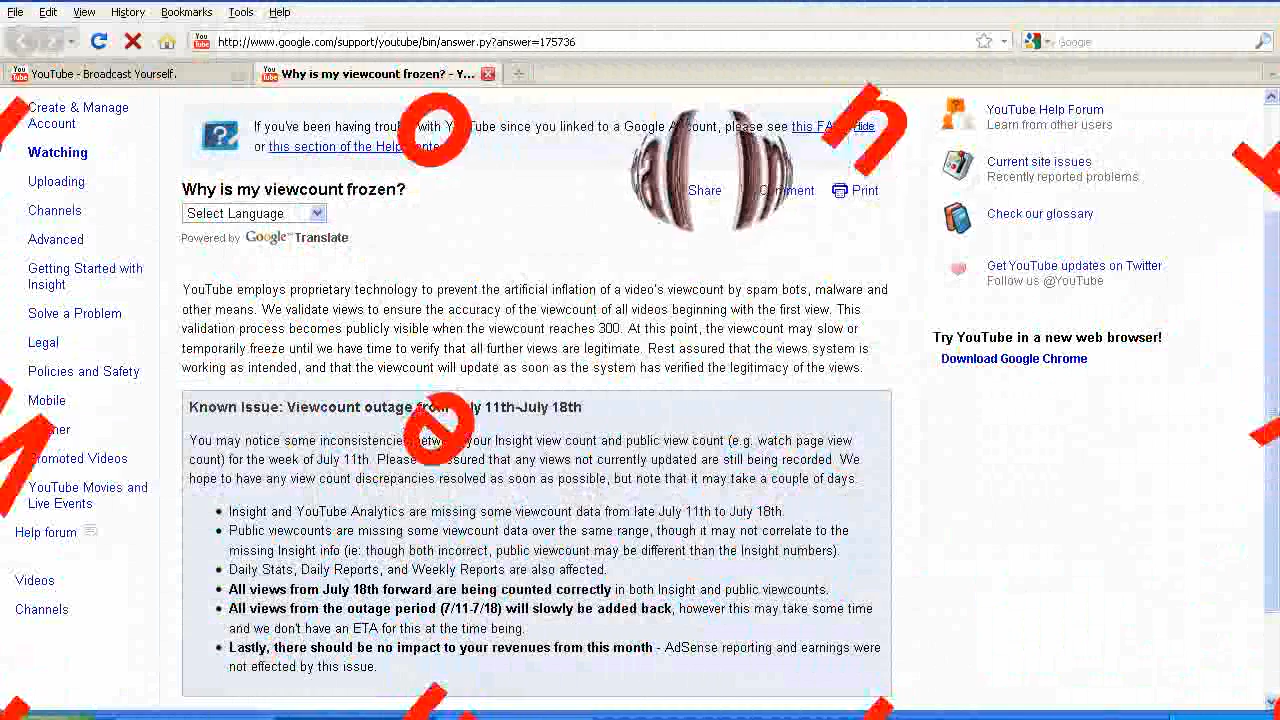 File Edit View History Bookmarks Tools Help
http://www.google.com/support/youtube/bin/answer.py?answer=175736
Google
YouTube - Broadcast Yourself.
Why is my viewcount frozen? - Y...
Create & Manage
Account
Watching
Uploading
Channels
Advanced
Getting Started with
Insight
Solve a Problem
Legal
Policies and Safety
Mobile
Promoted Videos
YouTube Movies and
Live Events
Help forum
Videos
Channels
If you've been having trouble with YouTube since you linked to a Google Account, please see this FAQ Hide
or this section of the Help Center
Why is my viewcount frozen?
Share Comment Print
Select Language
Powered by Google Translate
YouTube employs proprietary technology to prevent the artificial inflation of a video's viewcount by spam bots, malware and
other means. We validate views to ensure the accuracy of the viewcount of all videos beginning with the first view. This
validation process becomes publicly visible when the viewcount reaches 300. At this point, the viewcount may slow or
temporarily freeze until we have time to verify that all further views are legitimate. Rest assured that the views system is
working as intended, and that the viewcount will update as soon as the system has verified the legitimacy of the views.
Known Issue: Viewcount outage from July 11th-July 18th
You may notice some inconsistencies between your Insight view count and public view count (e.g. watch page view
count) for the week of July 11th. Please be assured that any views not currently updated are still being recorded. We
hope to have any view count discrepancies resolved as soon as possible, but note that it may take a couple of days.
Insight and YouTube Analytics are missing some viewcount data from late July 11th to July 18th.
Public viewcounts are missing some viewcount data over the same range, though it may not correlate to the
missing Insight info (ie: though both incorrect, public viewcount may be different than the Insight numbers).
Daily Stats, Daily Reports, and Weekly Reports are also affected.
All views from July 18th forward are being counted correctly in both Insight and public viewcounts.
All views from the outage period (7/11-7/18) will slowly be added back, however this may take some time
and we don't have an ETA for this at the time being.
Lastly, there should be no impact to your revenues from this month - AdSense reporting and earnings were
not effected by this issue.
YouTube Help Forum
Learn from other users
Current site issues
Recently reported problems
Check our glossary
Get YouTube updates on Twitter
Follow us @YouTube
Try YouTube in a new web browser!
Download Google Chrome
o
n
e
M